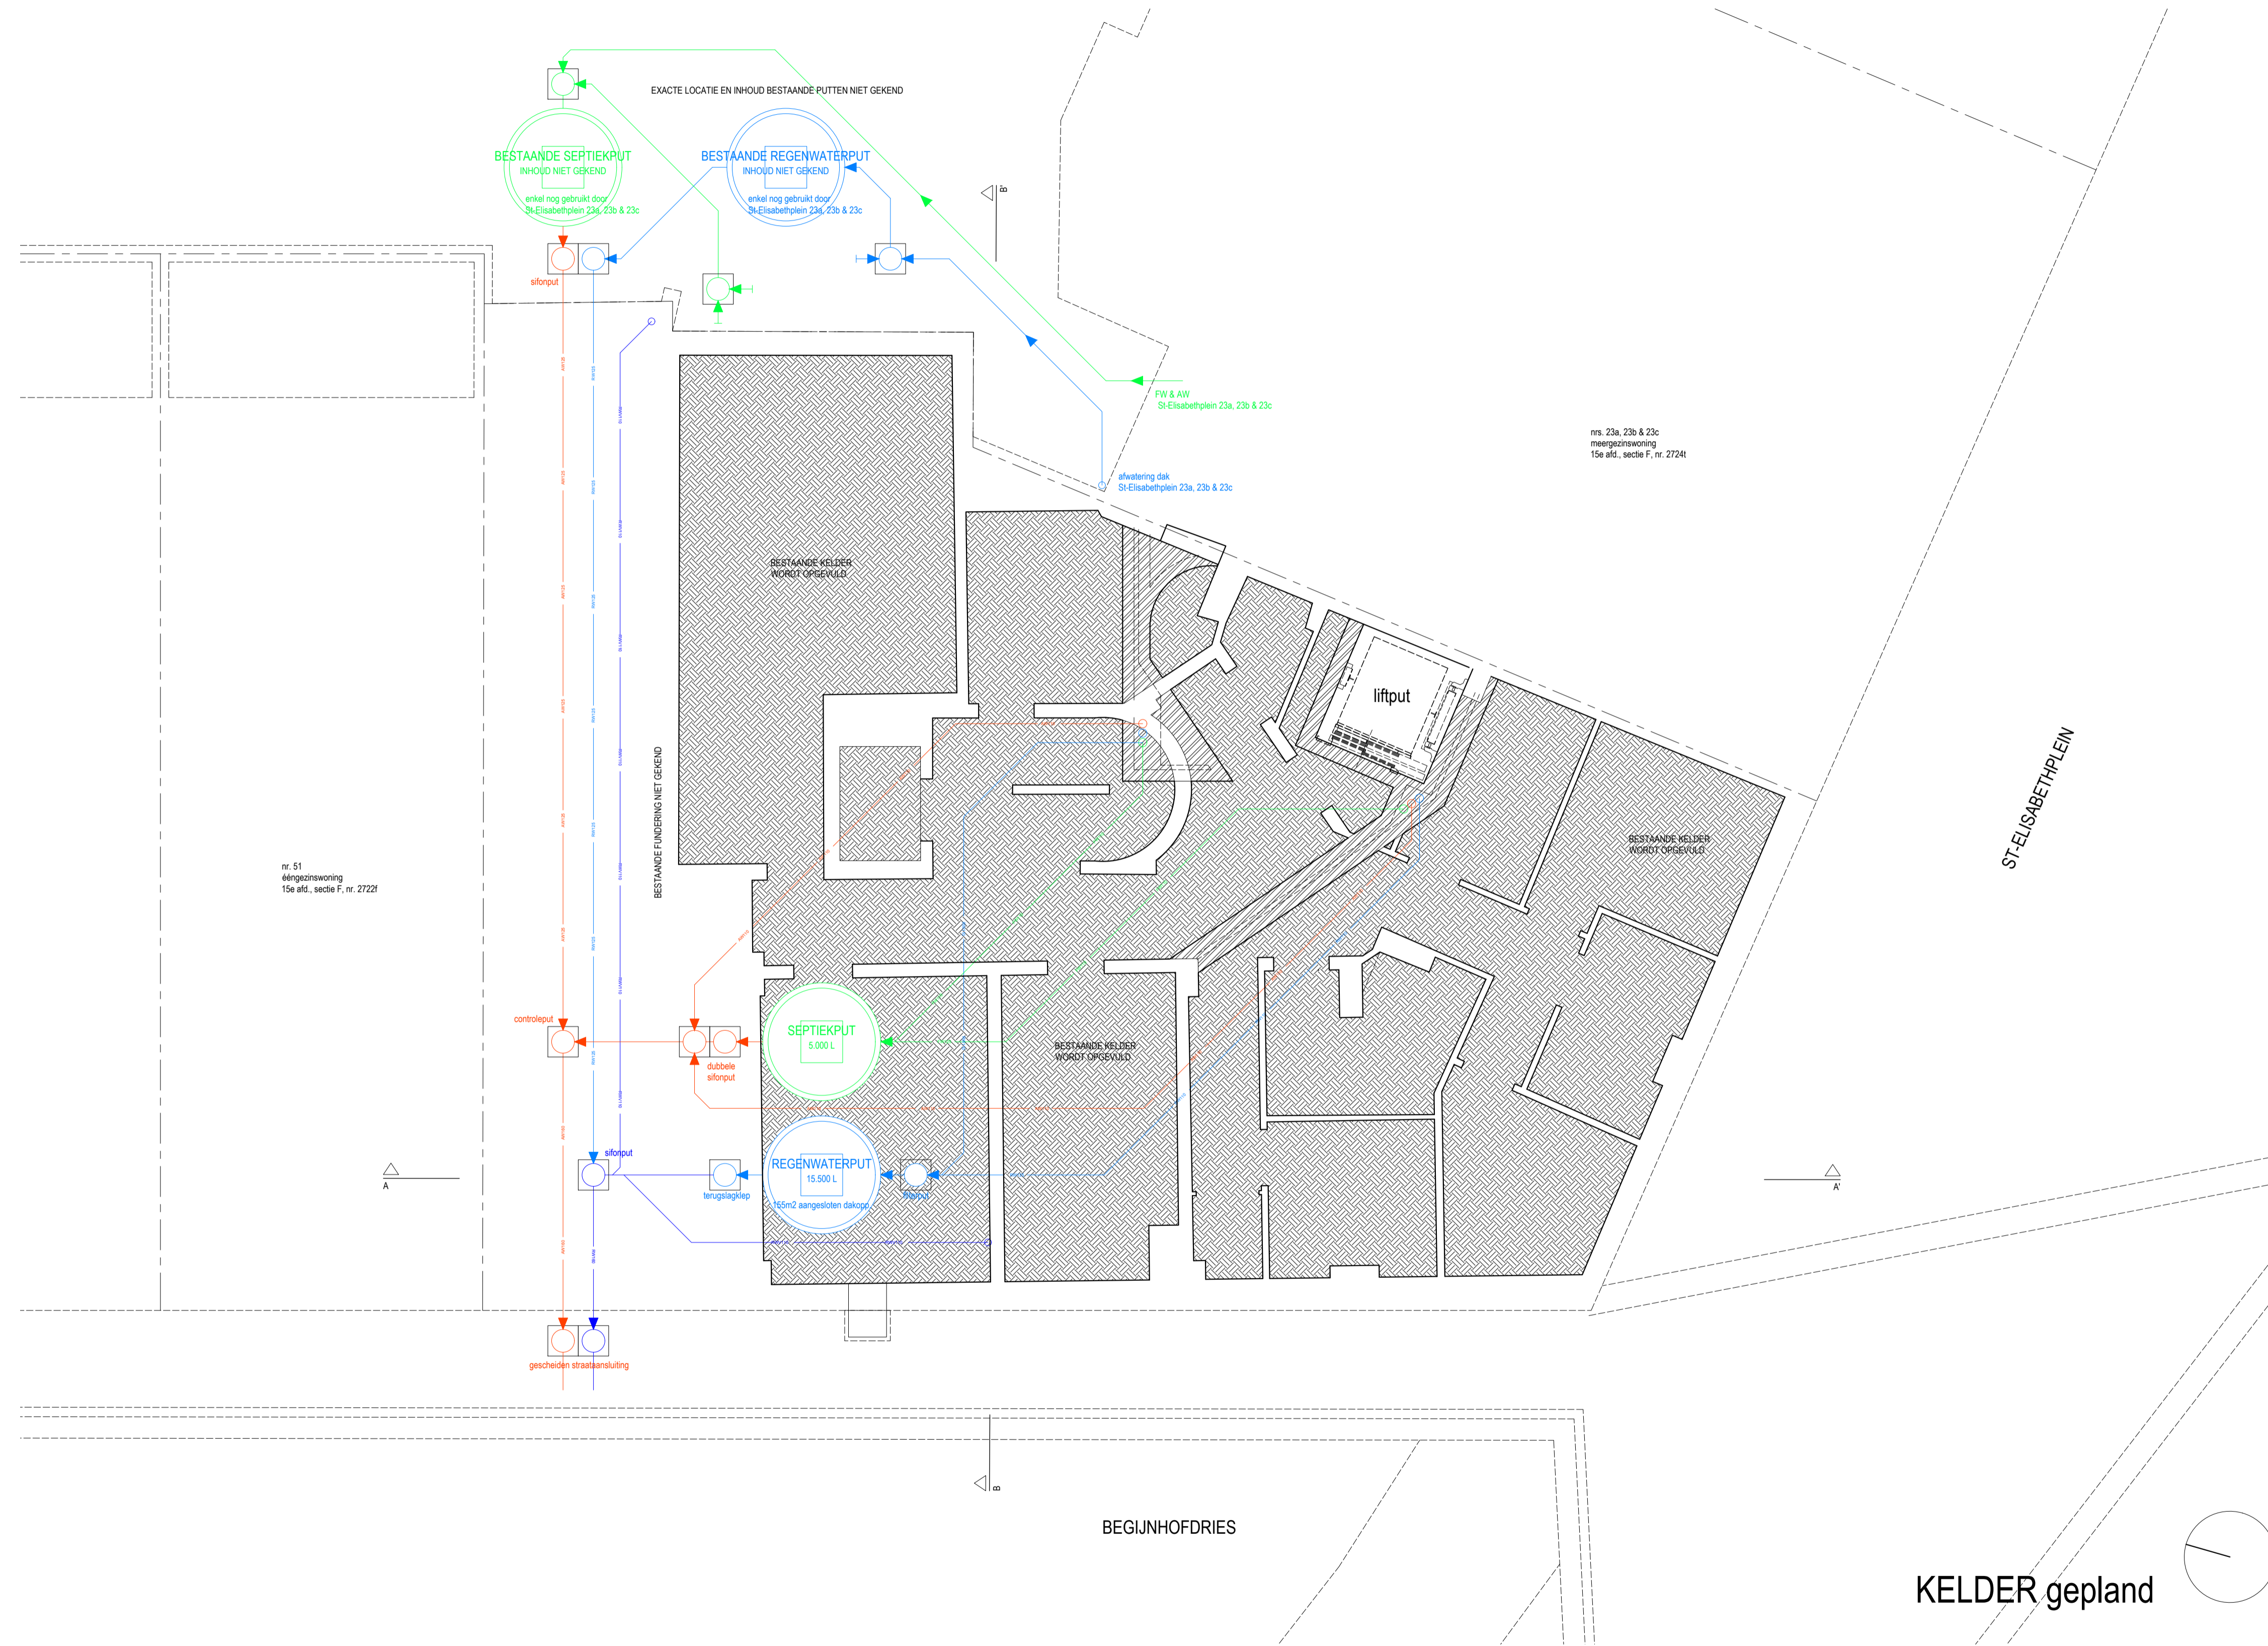 EXACTE LOCATIE EN INHOUD BESTAANDE PUTTEN NIET GEKEND
BESTAANDE SEPTIEKPUT
INHOUD NIET GEKEND
enkel nog gebruikt door
St-Elisabethplein 23a, 23b & 23c
BESTAANDE REGENWATERPUT
INHOUD NIET GEKEND
enkel nog gebruikt door
St-Elisabethplein 23a, 23b & 23c
B'
sifonput
FW & AW
St-Elisabethplein 23a, 23b & 23c
nrs. 23a, 23b & 23c
meergezinswoning
15e afd., sectie F, nr. 2724t
afwatering dak
St-Elisabethplein 23a, 23b & 23c
BESTAANDE KELDER
WORDT OPGEVULD
liftput
ST-ELISABETHPLEIN
BESTAANDE FUNDERING NIET GEKEND
BESTAANDE KELDER
WORDT OPGEVULD
nr. 51
ééngezinswoning
15e afd., sectie F, nr. 2722f
controleput
SEPTIEKPUT
5.000 L
dubbele
sifonput
BESTAANDE KELDER
WORDT OPGEVULD
sifonput
REGENWATERPUT
15.500 L
155m2 aangesloten dakopp.
terugslagklep
filterput
A
A'
gescheiden straataansluiting
B
BEGIJNHOFDRIES
KELDER gepland